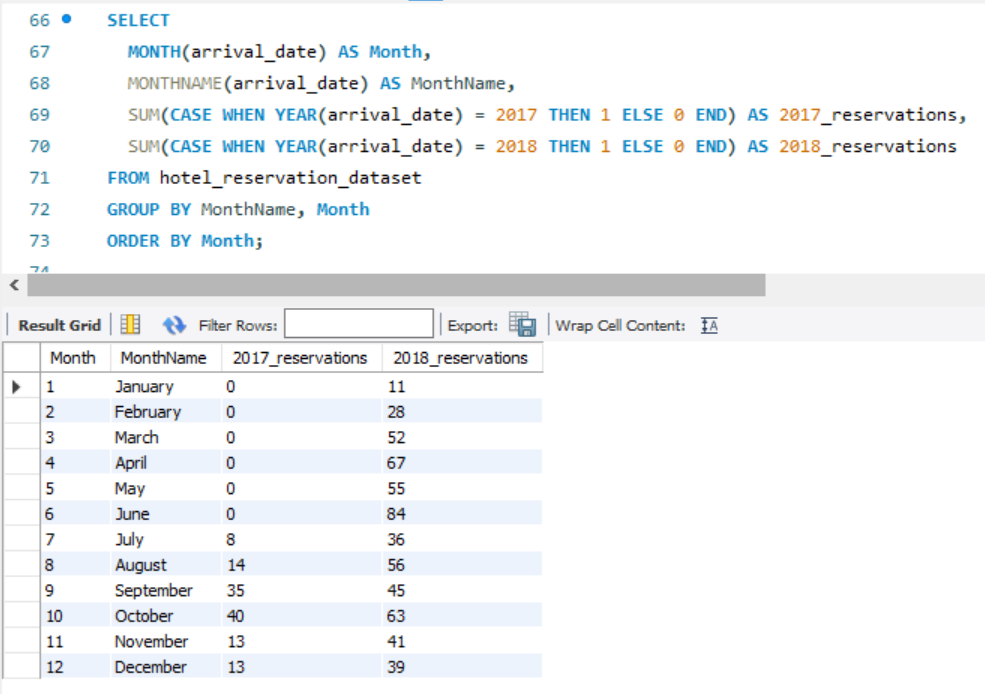 66 SELECT
67 MONTH(arrival_date) AS Month,
68 MONTHNAME(arrival_date) AS MonthName,
69 SUM(CASE WHEN YEAR(arrival_date) = 2017 THEN 1 ELSE 0 END) AS 2017_reservations,
70 SUM(CASE WHEN YEAR(arrival_date) = 2018 THEN 1 ELSE 0 END) AS 2018_reservations
71 FROM hotel_reservation_dataset
72 GROUP BY MonthName, Month
73 ORDER BY Month;
74
Result Grid Filter Rows: Export: Wrap Cell Content: IA
Month MonthName 2017_reservations 2018_reservations
1 January 0 11
2 February 0 28
3 March 0 52
4 April 0 67
5 May 0 55
6 June 0 84
7 July 8 36
8 August 14 56
9 September 35 45
10 October 40 63
11 November 13 41
12 December 13 39